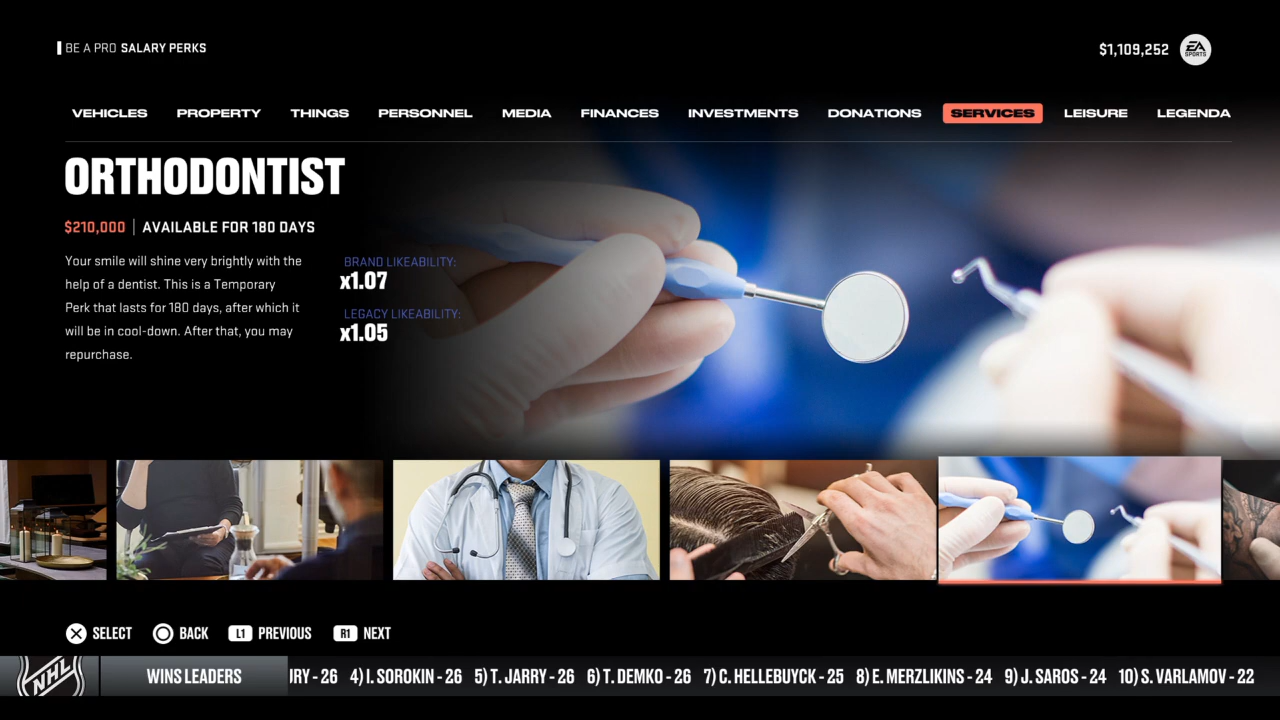 BE A PRO SALARY PERKS
$1,109,252
EA SPORTS
VEHICLES PROPERTY THINGS PERSONNEL MEDIA FINANCES INVESTMENTS DONATIONS SERVICES LEISURE LEGENDA
ORTHODONTIST
$210,000 | AVAILABLE FOR 180 DAYS
Your smile will shine very brightly with the
help of a dentist. This is a Temporary
Perk that lasts for 180 days, after which it
will be in cool-down. After that, you may
repurchase.
BRAND LIKEABILITY:
x1.07
LEGACY LIKEABILITY:
x1.05
SELECT BACK L1 PREVIOUS R1 NEXT
NHL WINS LEADERS RY - 26 4) I. SOROKIN - 26 5) T. JARRY - 26 6) T. DEMKO - 26 7) C. HELLEBUYCK - 25 8) E. MERZLIKINS - 24 9) J. SAROS - 24 10) S. VARLAMOV - 22